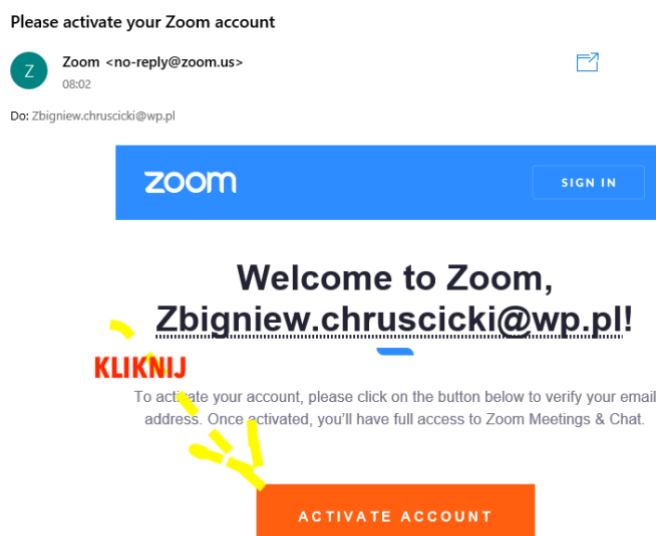 Please activate your Zoom account
Z
Zoom <no-reply@zoom.us>
08:02
Do: Zbigniew.chruscicki@wp.pl
zoom
SIGN IN
Welcome to Zoom,
Zbigniew.chruscicki@wp.pl!
KLIKNIJ
To activate your account, please click on the button below to verify your email
address. Once activated, you'll have full access to Zoom Meetings & Chat.
ACTIVATE ACCOUNT